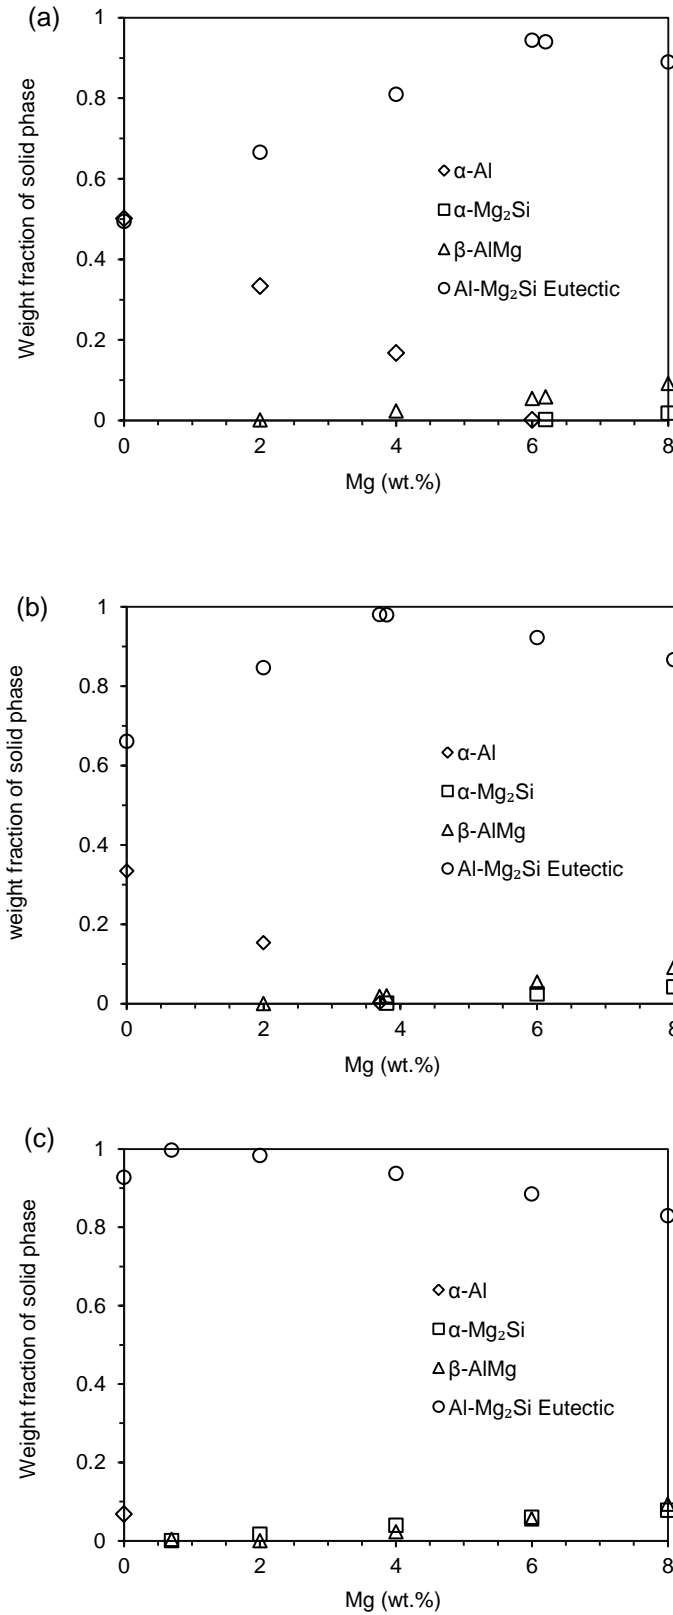 (a)
Weight fraction of solid phase
1
0.8
0.6
0.4
0.2
0
α-Al
α-Mg₂Si
β-AlMg
Al-Mg₂Si Eutectic
0 2 4 6 8
Mg (wt.%)
(b)
weight fraction of solid phase
1
0.8
0.6
0.4
0.2
0
α-Al
α-Mg₂Si
β-AlMg
Al-Mg₂Si Eutectic
0 2 4 6 8
Mg (wt.%)
(c)
Weight fraction of solid phase
1
0.8
0.6
0.4
0.2
0
α-Al
α-Mg₂Si
β-AlMg
Al-Mg₂Si Eutectic
0 2 4 6 8
Mg (wt.%)